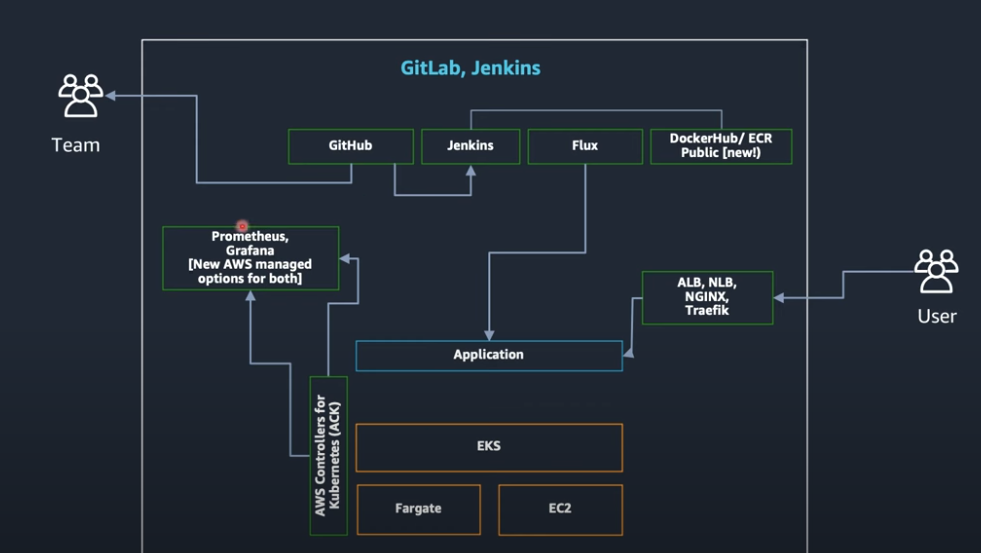 GitLab, Jenkins
Team
GitHub
Jenkins
Flux
DockerHub/ ECR
Public [new!)
Prometheus,
Grafana
[New AWS managed
options for both]
ALB, NLB,
NGINX,
Traefik
User
Application
AWS Controllers for
Kubernetes (ACK)
EKS
Fargate
EC2